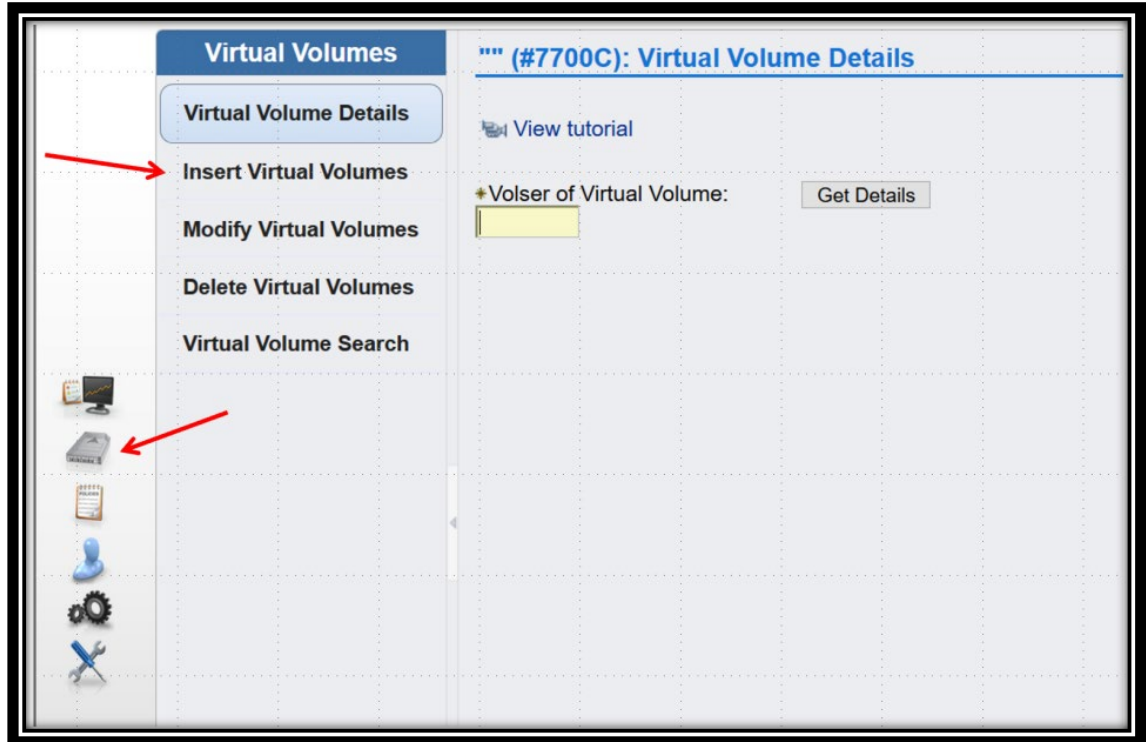 Virtual Volumes
Virtual Volume Details
Insert Virtual Volumes
Modify Virtual Volumes
Delete Virtual Volumes
Virtual Volume Search
"" (#7700C): Virtual Volume Details
View tutorial
Volser of Virtual Volume:
Get Details